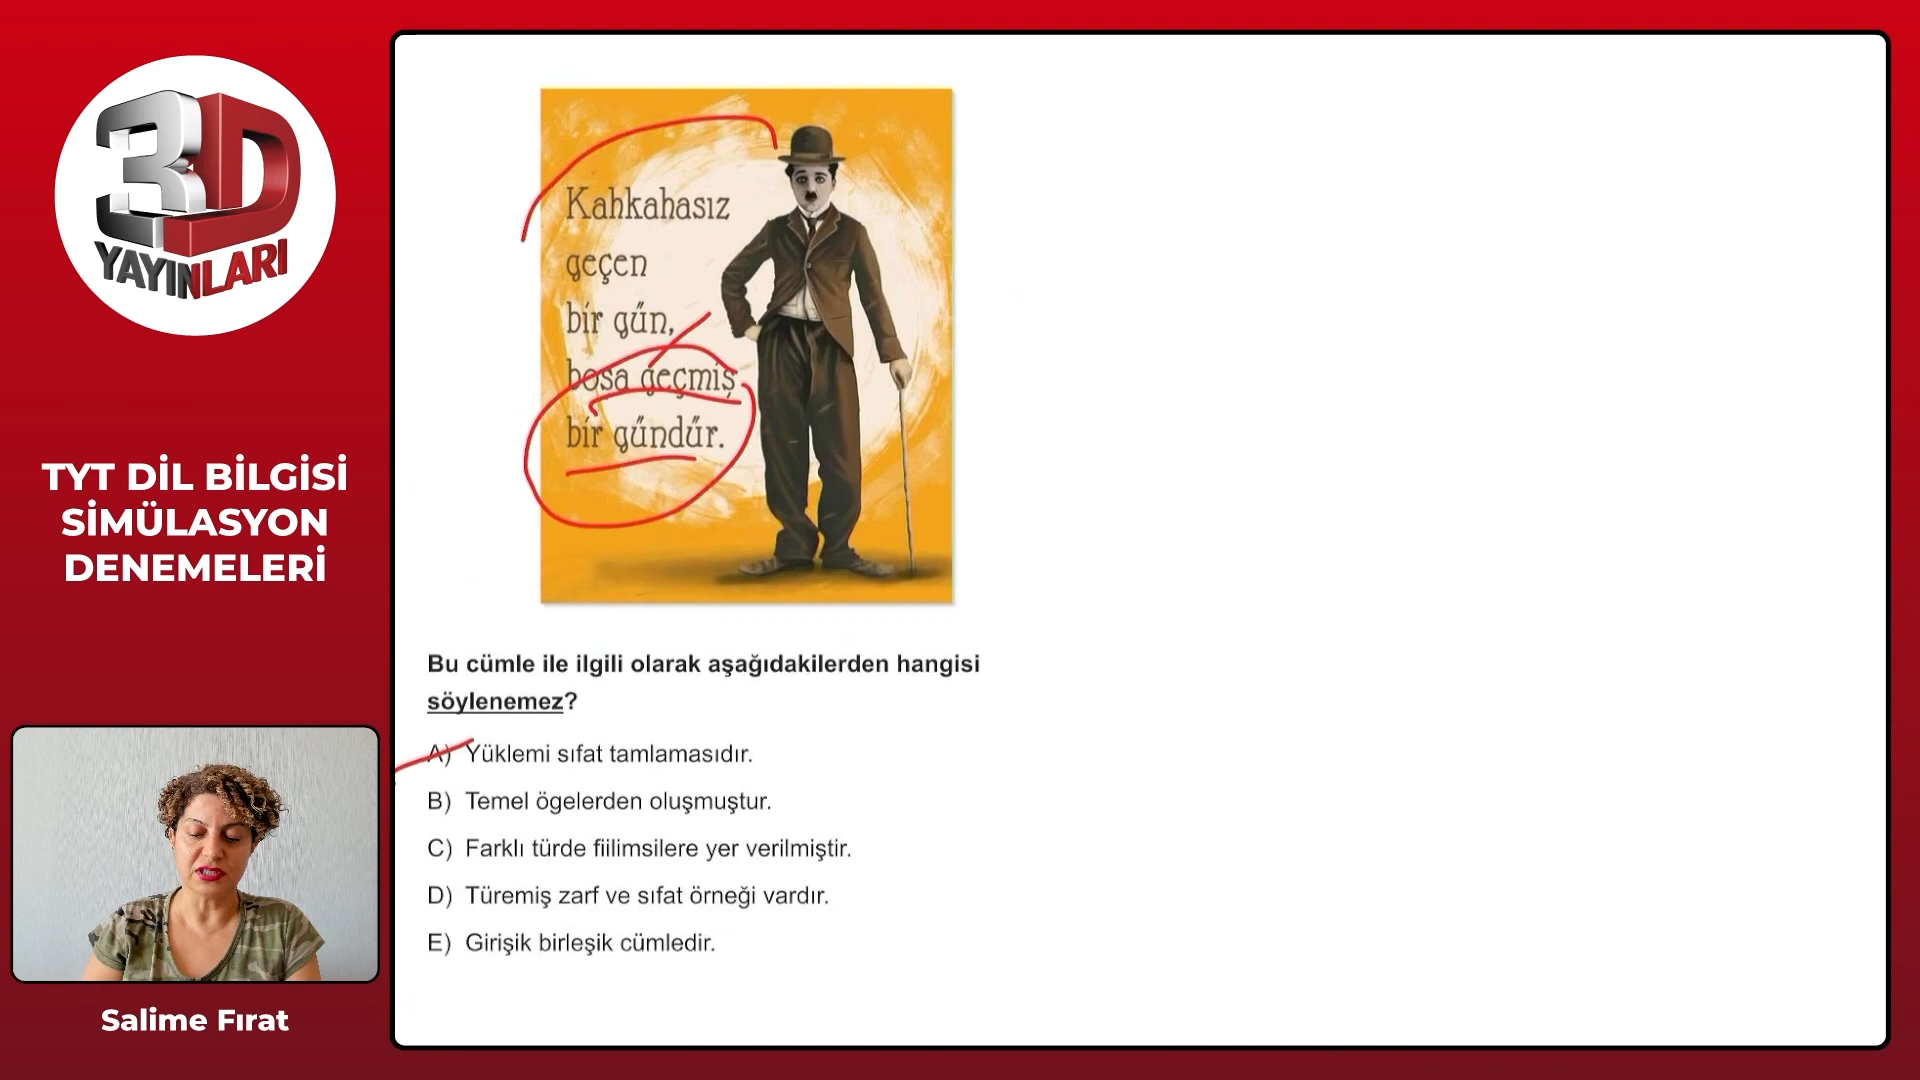 3D
YAYINLARI
TYT DİL BİLGİSİ
SİMÜLASYON
DENEMELERİ
Salime Fırat
Kahkahasız
geçen
bir gün,
boşa geçmiş
bir gündür.
Bu cümle ile ilgili olarak aşağıdakilerden hangisi
söylenemez?
A) Yüklemi sıfat tamlamasıdır.
B) Temel ögelerden oluşmuştur.
C) Farklı türde fiilimsilere yer verilmiştir.
D) Türemiş zarf ve sıfat örneği vardır.
E) Girişik birleşik cümledir.